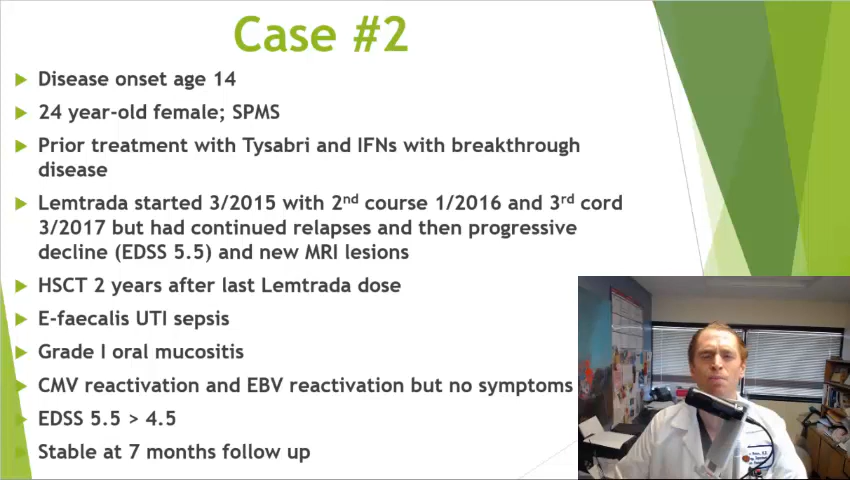 Case #2
Disease onset age 14
24 year-old female; SPMS
Prior treatment with Tysabri and IFNs with breakthrough
disease
Lemtrada started 3/2015 with 2nd course 1/2016 and 3rd cord
3/2017 but had continued relapses and then progressive
decline (EDSS 5.5) and new MRI lesions
HSCT 2 years after last Lemtrada dose
E-faecalis UTI sepsis
Grade I oral mucositis
CMV reactivation and EBV reactivation but no symptoms
EDSS 5.5 > 4.5
Stable at 7 months follow up